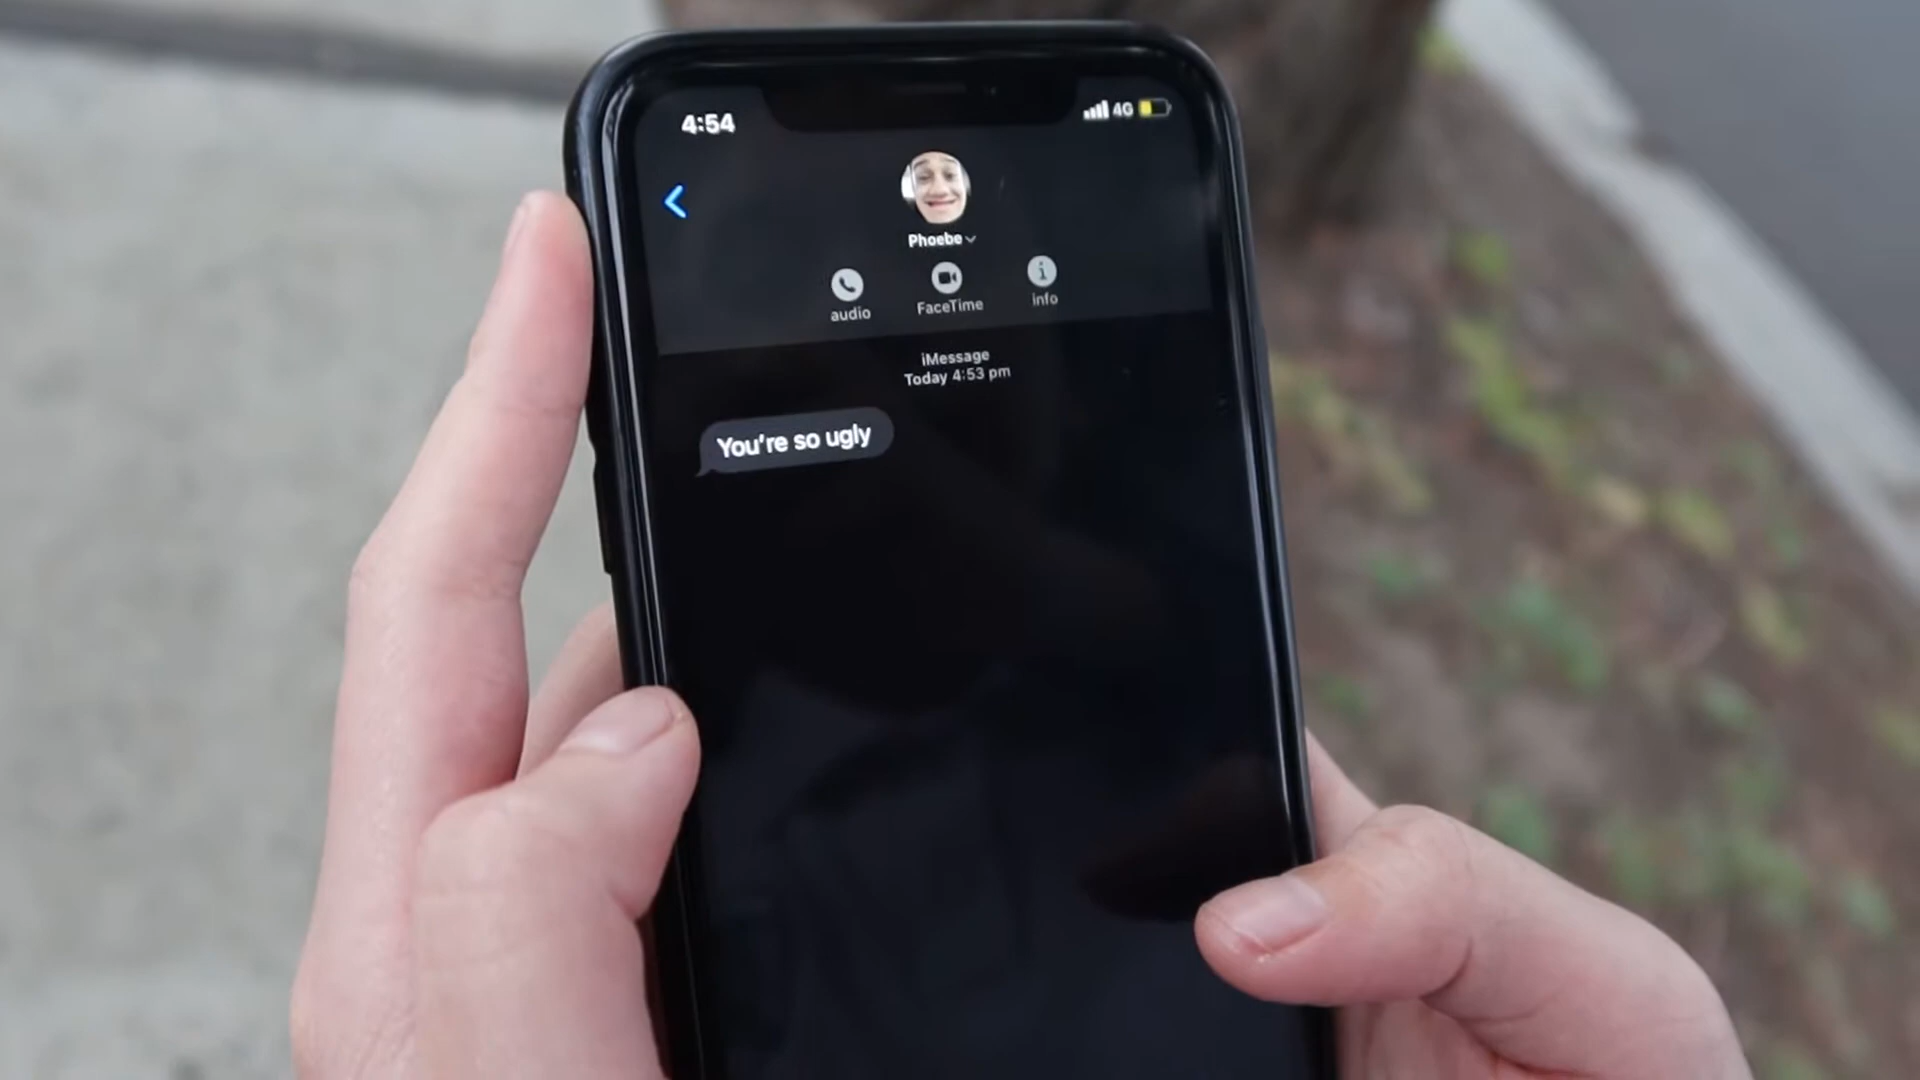 4:54
4G
Phoebe
audio
FaceTime
info
iMessage
Today 4:53 pm
You're so ugly